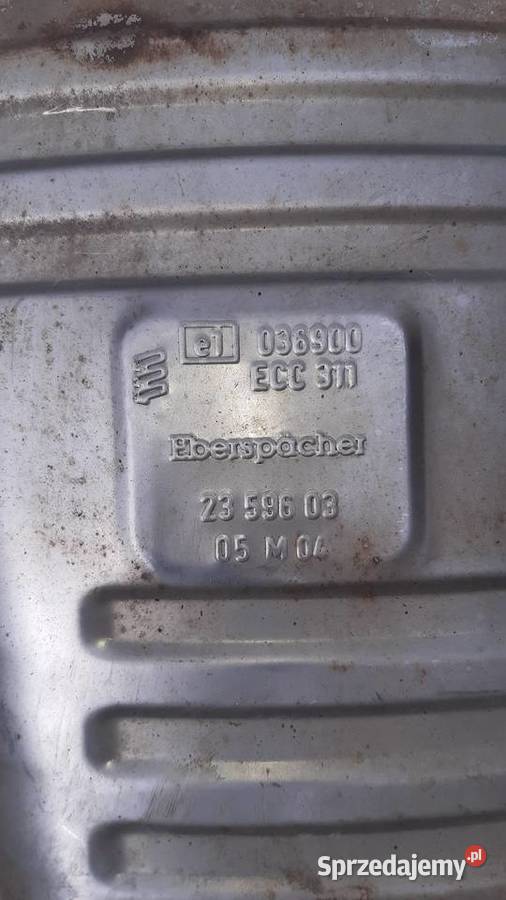 e1 036900
ECC 311
Eberspächer
23 596 03
05 M 04
Sprzedajemy.pl